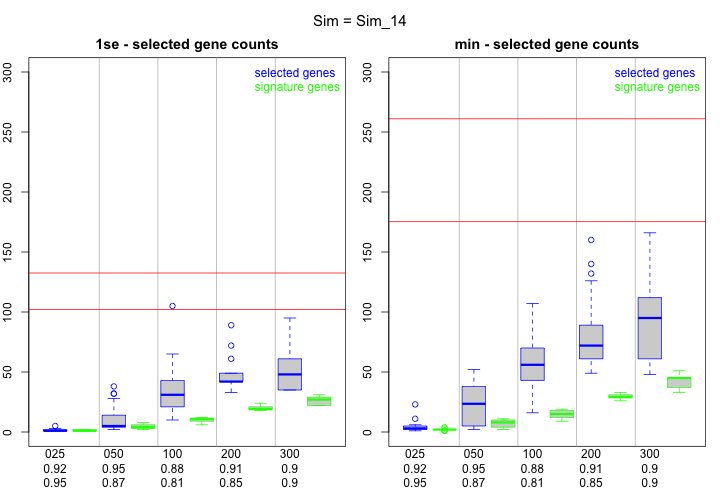 Sim = Sim_14
1se - selected gene counts
selected genes
signature genes
300
250
200
150
100
50
0
025 050 100 200 300
0.92 0.95 0.88 0.91 0.9
0.95 0.87 0.81 0.85 0.9
min - selected gene counts
selected genes
signature genes
300
250
200
150
100
50
0
025 050 100 200 300
0.92 0.95 0.88 0.91 0.9
0.95 0.87 0.81 0.85 0.9